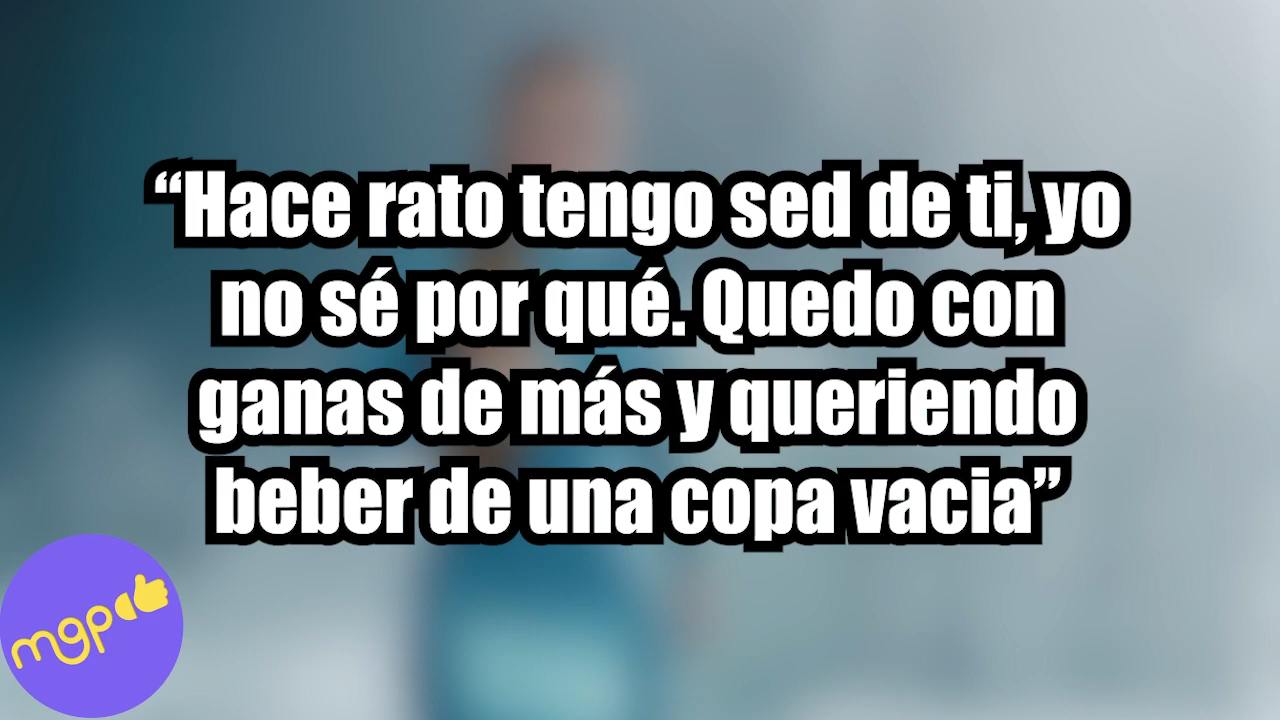 “Hace rato tengo sed de ti, yo
no sé por qué. Quedo con
ganas de más y queriendo
beber de una copa vacia”
mgp